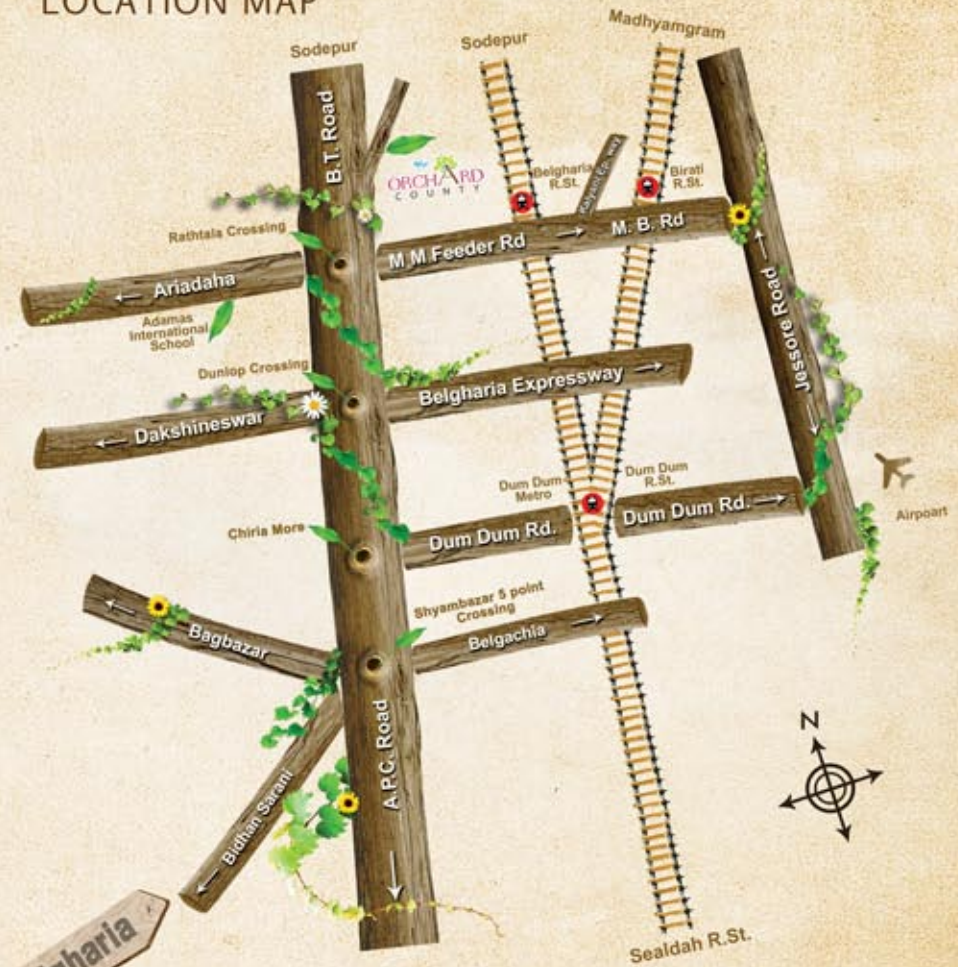 LOCATION MAP
Sodepur
Sodepur
Madhyamgram
B.T. Road
ORCHARD
COUNTY
Belgharia
R.St.
Birati
R.St.
Rathtala Crossing
M M Feeder Rd
M. B. Rd
Ariadaha
Adamas
International
School
Jessore Road
Dunlop Crossing
Belgharia Expressway
Dakshineswar
Dum Dum
Metro
Dum Dum
R.St.
Chiria More
Dum Dum Rd.
Dum Dum Rd.
Airpoart
Shyambazar 5 point
Crossing
Bagbazar
Belgachia
A.P.C. Road
Bidhan Sarani
N
Sealdah R.St.